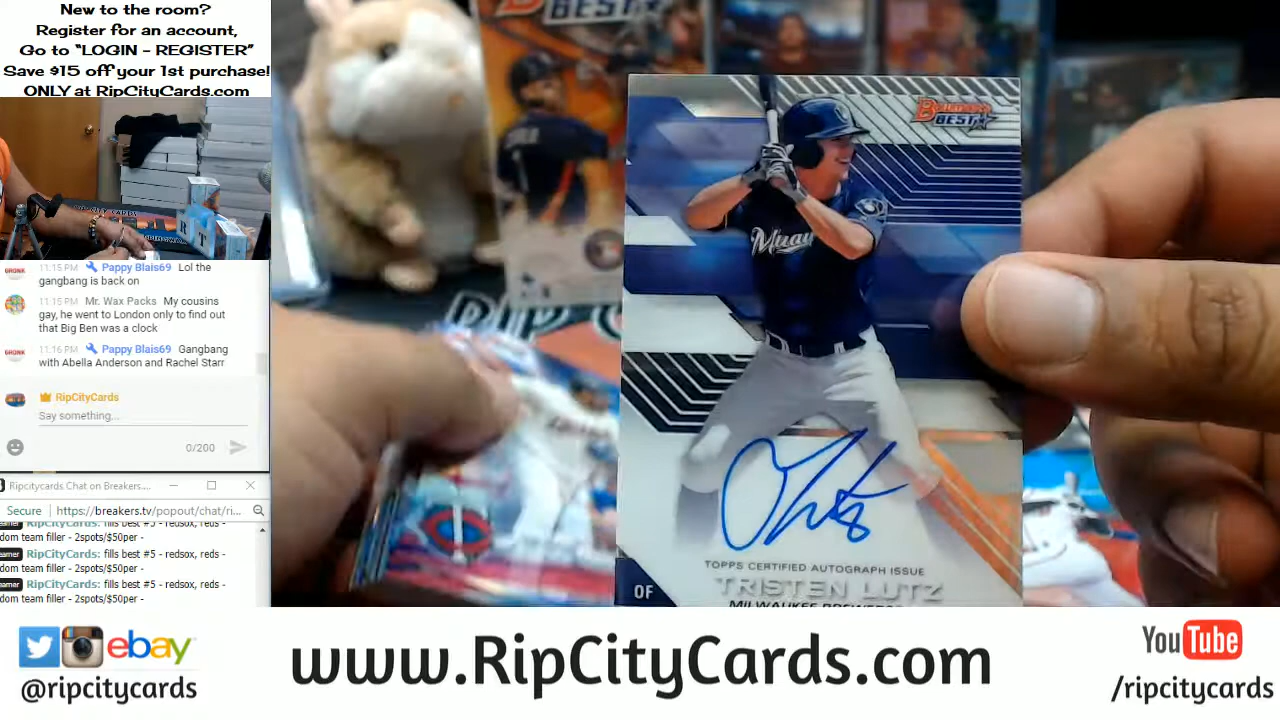 New to the room?
Register for an account,
Go to "LOGIN - REGISTER"
Save $15 off your 1st purchase!
ONLY at RipCityCards.com
11:15 PM Pappy Blais69 Lol the
gangbang is back on
11:15 PM Mr. Wax Packs My cousins
gay, he went to London only to find out
that Big Ben was a clock
11:16 PM Pappy Blais69 Gangbang
with Abella Anderson and Rachel Starr
RipCityCards
Say something...
0/200
Ripcitycards Chat on Breakers....
Secure https://breakers.tv/popout/chat/ri...
RipCityCards: fills best #5 - redsox, reds -
dom team filler - 2spots/$50per -
RipCityCards: fills best #5 - redsox, reds -
dom team filler - 2spots/$50per -
RipCityCards: fills best #5 - redsox, reds -
dom team filler - 2spots/$50per -
BEST
Bowman's
BEST
TOPPS CERTIFIED AUTOGRAPH ISSUE
TRISTEN LUTZ
OF
MILWAUKEE BREWERS
RIP C
ebay
@ripcitycards
www.RipCityCards.com
YouTube
/ripcitycards